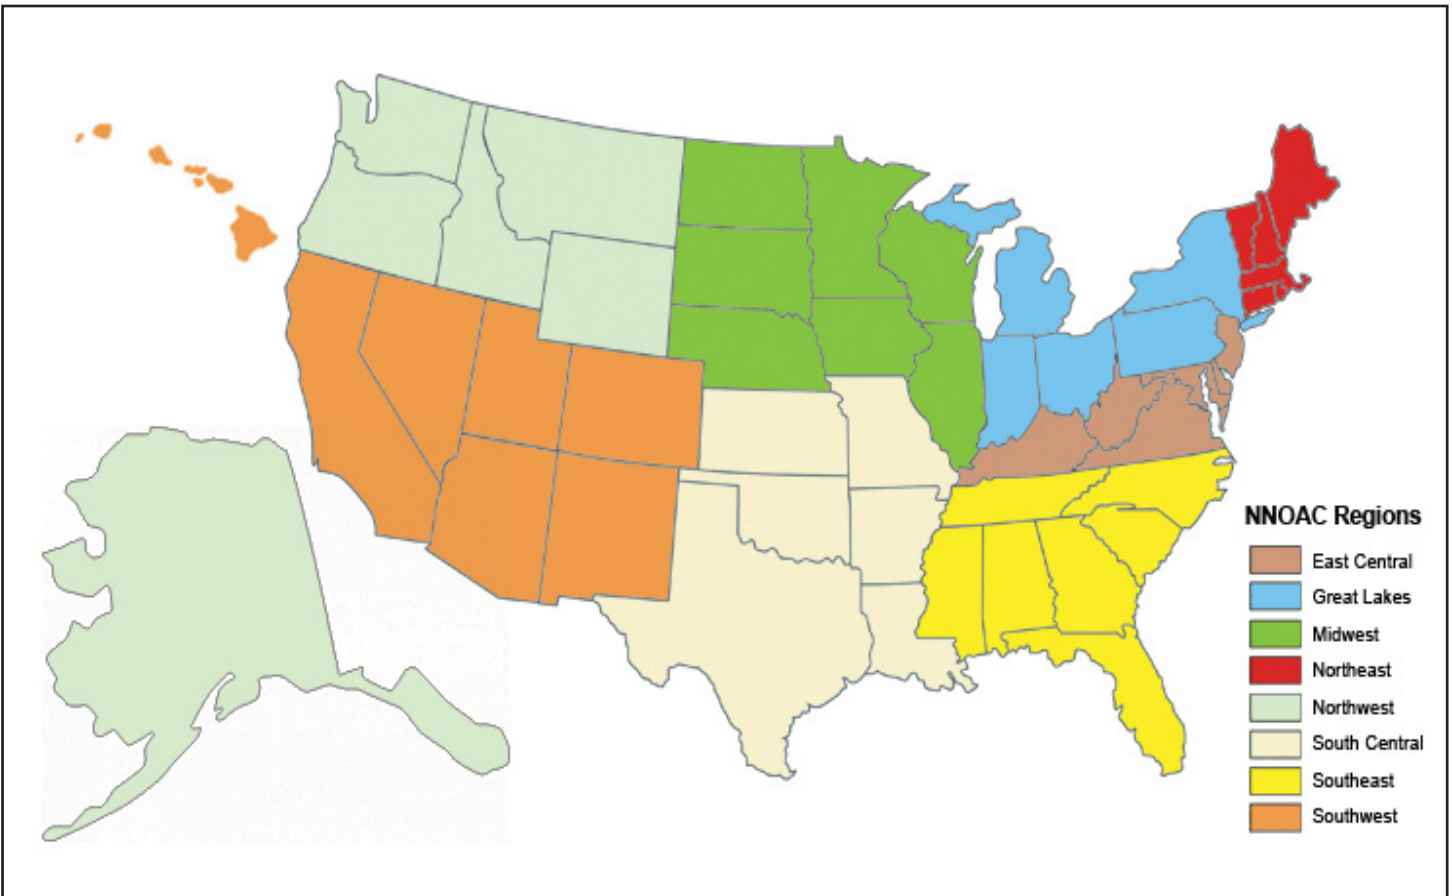 NNOAC Regions
East Central
Great Lakes
Midwest
Northeast
Northwest
South Central
Southeast
Southwest